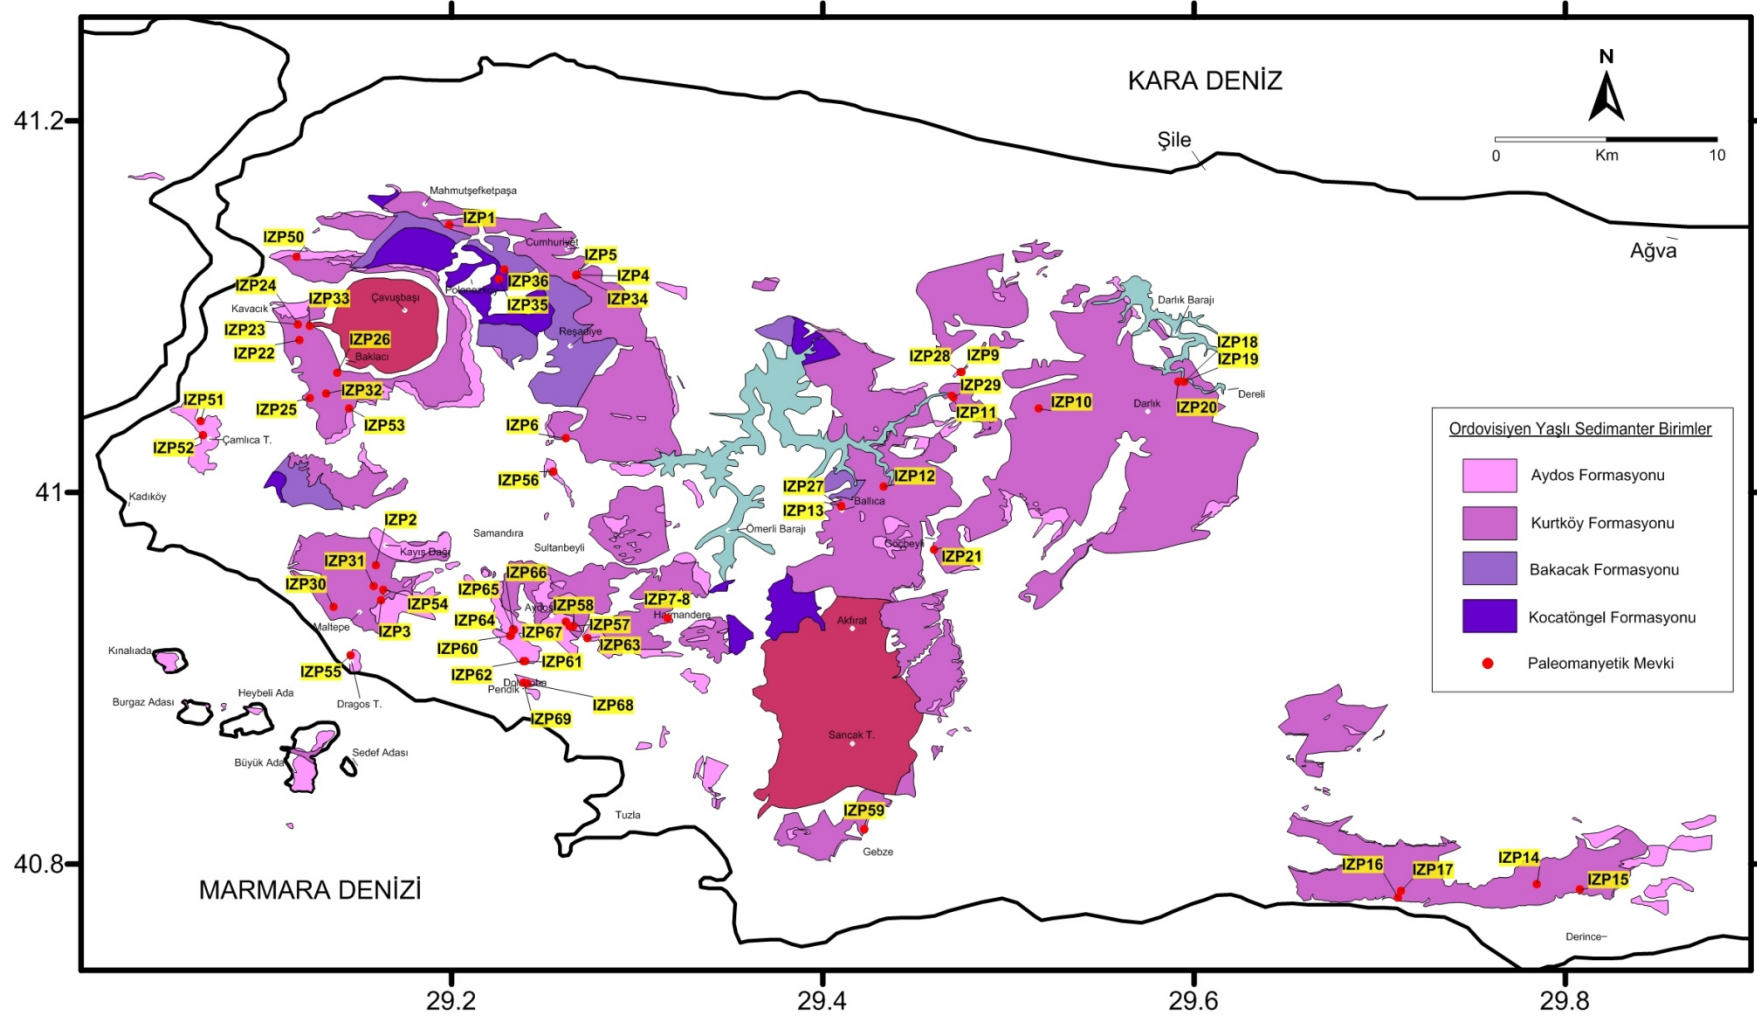 KARA DENİZ
N
41.2
Şile
0
10
Km
Mahmutşefketpaşa
IZP1
IZP50
Cumhuriyet
IZP5
Ağva
IZP4
IZP24
IZP36
IZP33
Çavuşbaşı
Polonezköy
IZP34
Darlık Barajı
IZP35
Kavacık
IZP23
Reşadiye
IZP26
IZP18
IZP22
Baklacı
IZP28
IZP9
IZP19
IZP29
Dereli
IZP32
IZP51
IZP25
IZP10
Darlık
IZP20
IZP11
IZP53
IZP6
Ordovisiyen Yaşlı Sedimanter Birimler
IZP52
Çamlıca T.
Aydos Formasyonu
IZP56
IZP12
IZP27
41
Kadıköy
Ballıca
IZP13
IZP2
Kurtköy Formasyonu
Samandıra
Ömerli Barajı
Kayış Dağı
Sultanbeyli
Göçbeyli
IZP21
IZP31
IZP66
Bakacak Formasyonu
IZP30
IZP65
IZP7-8
IZP54
Aydos
IZP58
Harmandere
Kocatöngel Formasyonu
IZP64
Akfırat
Maltepe
IZP3
IZP67
IZP57
IZP60
IZP63
Kınalıada
IZP61
Paleomanyetik Mevki
IZP55
IZP62
Pendik
Heybeli Ada
Burgaz Adası
Dragos T.
IZP68
IZP69
Sancak T.
Sedef Adası
Büyük Ada
Tuzla
IZP59
Gebze
40.8
IZP16
IZP17
IZP14
IZP15
MARMARA DENİZİ
Derince
29.2
29.4
29.6
29.8